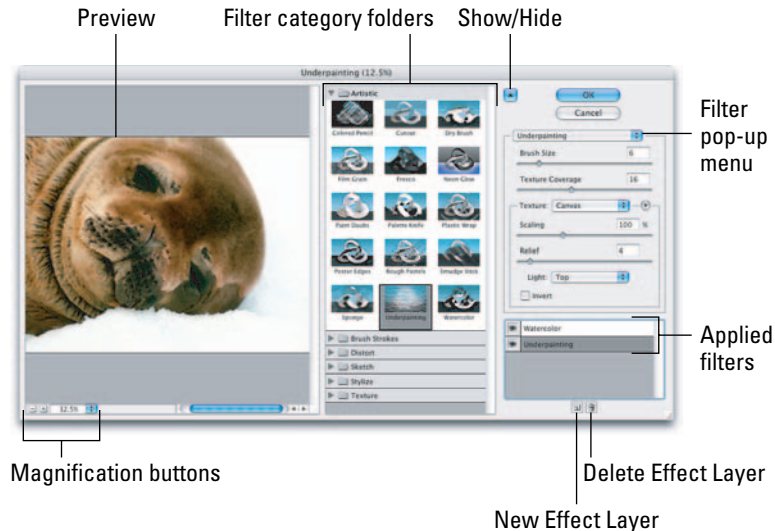 Preview
Filter category folders
Show/Hide
Underpainting (12.5%)
Artistic
OK
Cancel
Colored Pencil
Cutout
Dry Brush
Film Grain
Fresco
Neon Glow
Paint Daubs
Palette Knife
Plastic Wrap
Poster Edges
Rough Pastels
Smudge Stick
Sponge
Underpainting
Watercolor
Brush Strokes
Distort
Sketch
Stylize
Texture
Underpainting
Brush Size
6
Texture Coverage
16
Texture: Canvas
Scaling
100 %
Relief
4
Light: Top
Invert
Watercolor
Underpainting
12.5%
Filter
pop-up
menu
Applied
filters
Magnification buttons
Delete Effect Layer
New Effect Layer